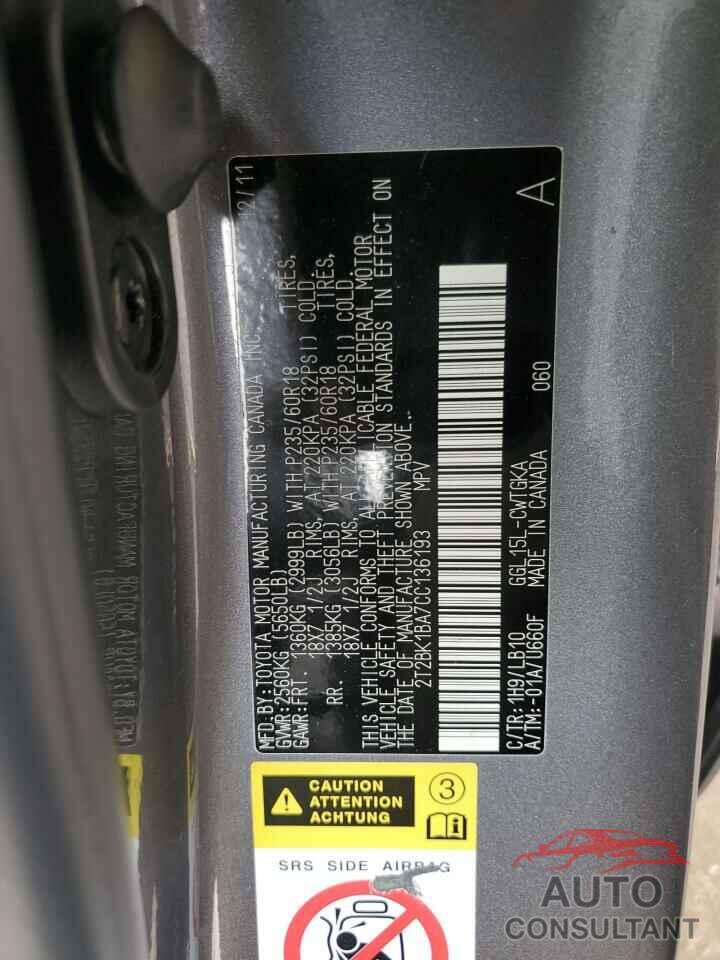 MFD.BY:TOYOTA MOTOR MANUFACTURING CANADA INC. 12/11
GVWR:2560KG (5650LB)
GAWR:FRT. 1360KG (2999LB) WITH P235/60R18 TIRES,
18X7 1/2J RIMS, AT 220KPA (32PSI) COLD.
RR. 1385KG (3056LB) WITH P235/60R18 TIRES,
18X7 1/2J RIMS, AT 220KPA (32PSI) COLD.
THIS VEHICLE CONFORMS TO ALL APPLICABLE FEDERAL MOTOR
VEHICLE SAFETY AND THEFT PREVENTION STANDARDS IN EFFECT ON
THE DATE OF MANUFACTURE SHOWN ABOVE.
2T2BK1BA7CC136193 MPV
C/TR:1H9/LB10 GGL15L-CWTGKA 060 A
A/TM:-01A/U660F MADE IN CANADA
CAUTION
ATTENTION
ACHTUNG
3
SRS SIDE AIRBAG
AUTO
CONSULTANT